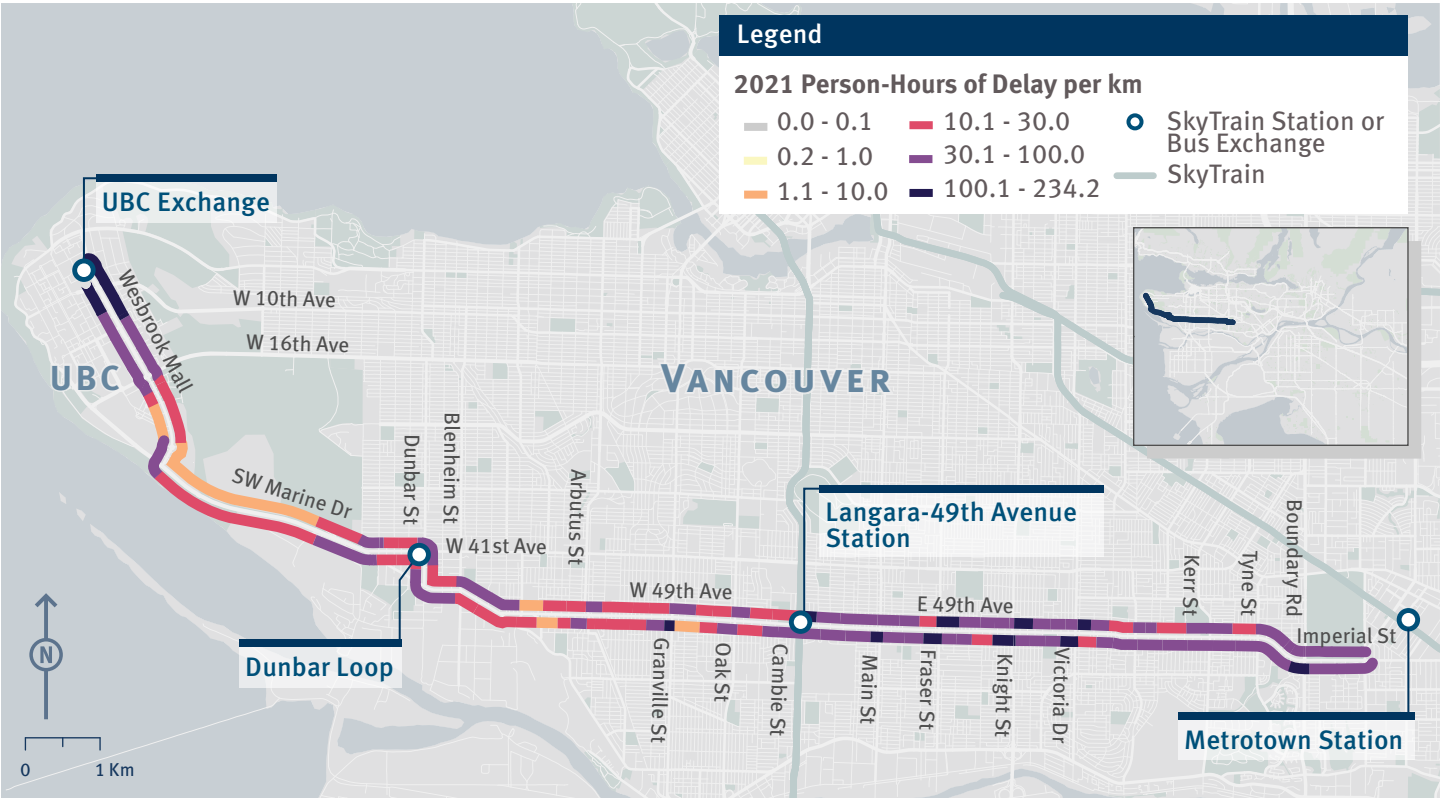 Legend
2021 Person-Hours of Delay per km
0.0 - 0.1
0.2 - 1.0
1.1 - 10.0
10.1 - 30.0
30.1 - 100.0
100.1 - 234.2
SkyTrain Station or
Bus Exchange
SkyTrain
UBC Exchange
Wesbrook Mall
W 10th Ave
W 16th Ave
UBC
VANCOUVER
SW Marine Dr
Dunbar St
Blenheim St
W 41st Ave
Arbutus St
Langara-49th Avenue
Station
W 49th Ave
E 49th Ave
Kerr St
Tyne St
Boundary Rd
Imperial St
Dunbar Loop
Granville St
Oak St
Cambie St
Main St
Fraser St
Knight St
Victoria Dr
Metrotown Station
N
0
1 Km